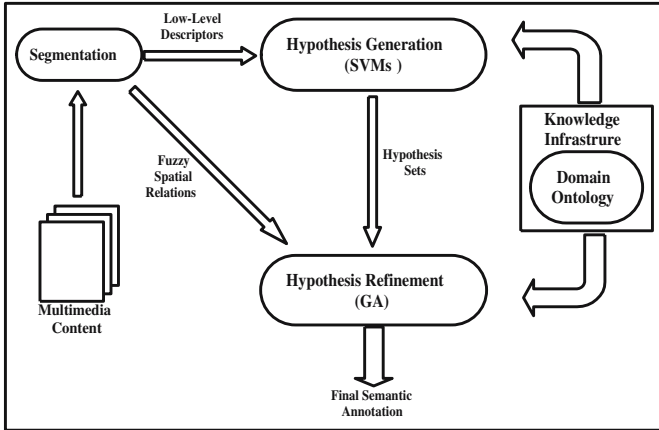 Low-Level
Descriptors
Segmentation
Hypothesis Generation
(SVMs )
Knowledge
Infrastrure
Domain
Ontology
Fuzzy
Spatial
Relations
Hypothesis
Sets
Multimedia
Content
Hypothesis Refinement
(GA)
Final Semantic
Annotation